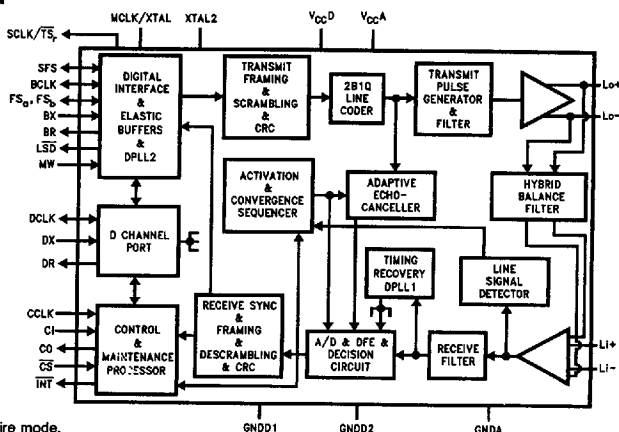 MCLK/XTAL XTAL2 VCCD VCCA
SCLK/TSr
SFS
BCLK
FSa, FSb
BX
BR
LSD
MW
DIGITAL
INTERFACE
&
ELASTIC
BUFFERS
&
DPLL2
TRANSMIT
FRAMING
&
SCRAMBLING
&
CRC
2B1Q
LINE
CODER
TRANSMIT
PULSE
GENERATOR
&
FILTER
Lo+
Lo-
ACTIVATION
&
CONVERGENCE
SEQUENCER
ADAPTIVE
ECHO-
CANCELLER
HYBRID
BALANCE
FILTER
DCLK
DX
DR
D CHANNEL
PORT
TIMING
RECOVERY
DPLL1
LINE
SIGNAL
DETECTOR
CCLK
CI
CO
CS
INT
CONTROL
&
MAINTENANCE
PROCESSOR
RECEIVE SYNC
&
FRAMING
&
DESCRAMBLING
& CRC
A/D & DFE &
DECISION
CIRCUIT
RECEIVE
FILTER
Li+
Li-
GNDD1 GNDD2 GNDA
ire mode.